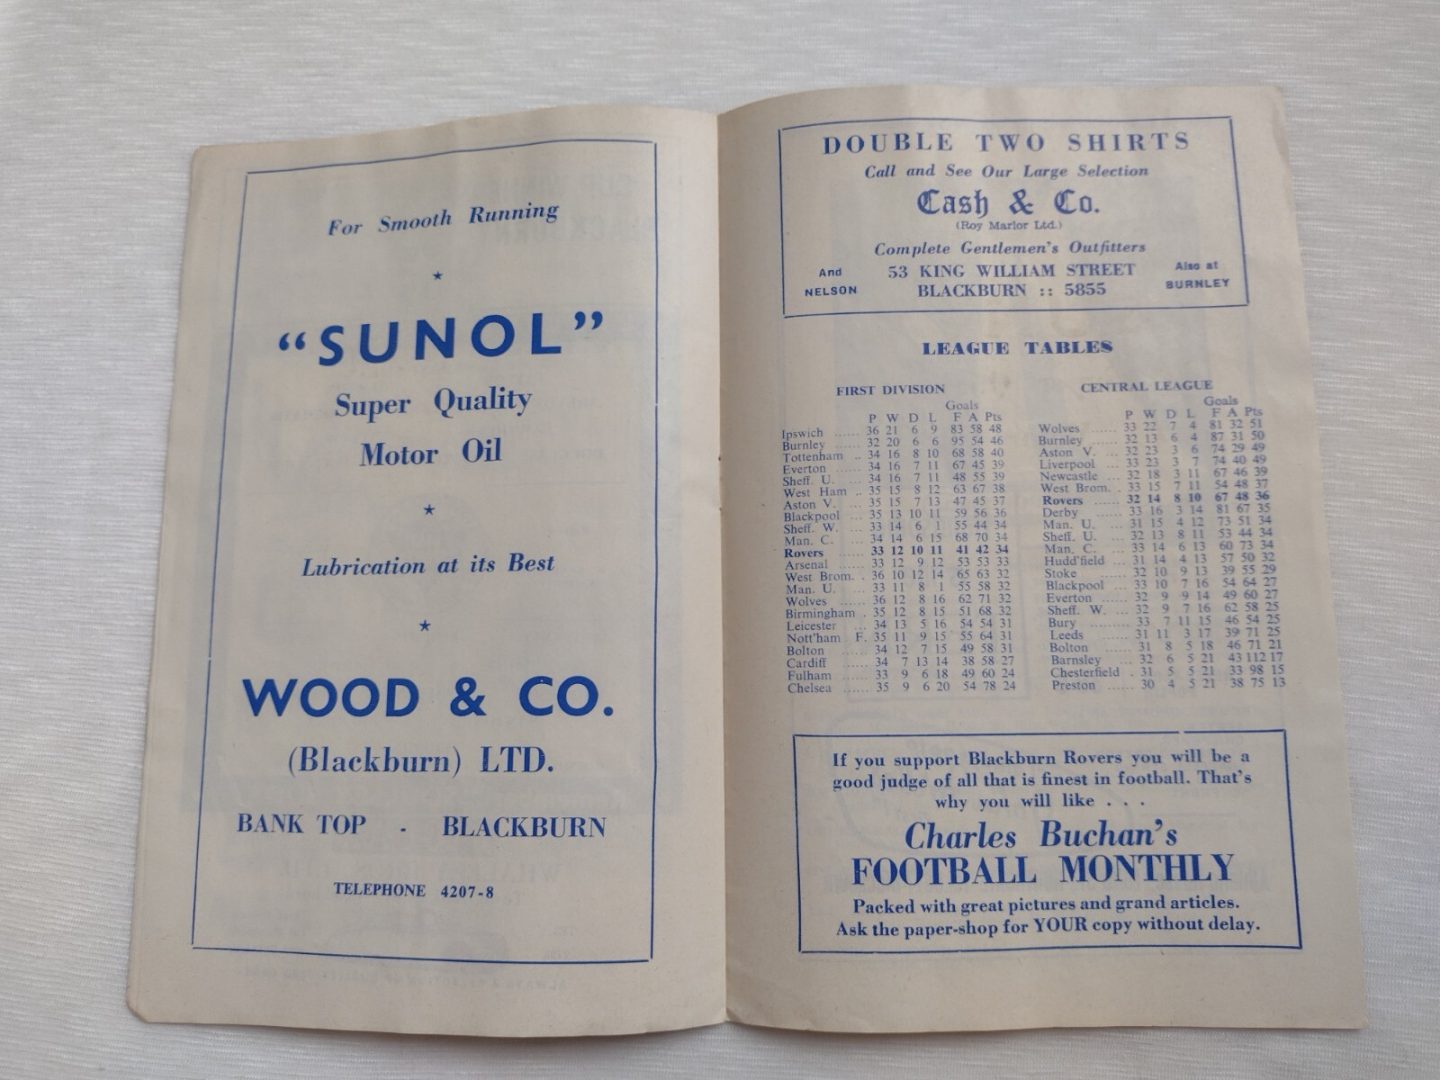 For Smooth Running
★
"SUNOL"
Super Quality
Motor Oil
★
Lubrication at its Best
★
WOOD & CO.
(Blackburn) LTD.
BANK TOP - BLACKBURN
TELEPHONE 4207-8
DOUBLE TWO SHIRTS
Call and See Our Large Selection
Cash & Co.
(Roy Marlor Ltd.)
Complete Gentlemen's Outfitters
And NELSON
53 KING WILLIAM STREET
BLACKBURN :: 5855
Also at BURNLEY
LEAGUE TABLES
FIRST DIVISION
Goals
P W D L F A Pts
Ipswich ...... 36 21 6 9 83 58 48
Burnley ...... 32 20 6 6 95 54 46
Tottenham .. 34 16 8 10 68 58 40
Everton ...... 34 16 7 11 67 45 39
Sheff. U. ... 34 16 7 11 48 55 39
West Ham .. 35 15 8 12 63 67 38
Aston V. ... 35 15 7 13 47 45 37
Blackpool ... 35 13 10 11 59 56 36
Sheff. W. ... 33 14 6 1 55 44 34
Man. C. ... 34 14 6 15 68 70 34
Rovers ...... 33 12 10 11 41 42 34
Arsenal ...... 33 12 9 12 53 53 33
West Brom. . 36 10 12 14 65 63 32
Man. U. ... 33 11 8 1 55 58 32
Wolves ...... 36 12 8 16 62 71 32
Birmingham . 35 12 8 15 51 68 32
Leicester ... 34 13 5 16 54 54 31
Nott'ham F. 35 11 9 15 55 64 31
Bolton ...... 34 12 7 15 49 58 31
Cardiff ...... 34 7 13 14 38 58 27
Fulham ...... 33 9 6 18 49 60 24
Chelsea ...... 35 9 6 20 54 78 24
CENTRAL LEAGUE
Goals
P W D L F A Pts
Wolves ...... 33 22 7 4 81 32 51
Burnley ...... 32 13 6 4 87 31 50
Aston V. ... 32 23 3 6 74 29 49
Liverpool ... 33 23 3 7 74 40 49
Newcastle ... 32 18 3 11 67 46 39
West Brom. . 33 15 7 11 54 48 37
Rovers ...... 32 14 8 10 67 48 36
Derby ...... 33 16 3 14 81 67 35
Man. U. ... 31 15 4 12 73 51 34
Sheff. U. ... 32 13 8 11 53 44 34
Man. C. ... 33 14 6 13 60 73 34
Hudd'field ... 31 14 4 13 57 50 32
Stoke ...... 32 10 9 13 39 55 29
Blackpool ... 33 10 7 16 54 64 27
Everton ...... 32 9 9 14 49 60 27
Sheff. W. ... 32 9 7 16 62 58 25
Bury ...... 33 7 11 15 46 54 25
Leeds ...... 31 11 3 17 39 71 25
Bolton ...... 31 8 5 18 46 71 21
Barnsley ... 32 6 5 21 43 112 17
Chesterfield . 31 5 5 21 33 98 15
Preston ...... 30 4 5 21 38 75 13
If you support Blackburn Rovers you will be a
good judge of all that is finest in football. That's
why you will like . . .
Charles Buchan's
FOOTBALL MONTHLY
Packed with great pictures and grand articles.
Ask the paper-shop for YOUR copy without delay.